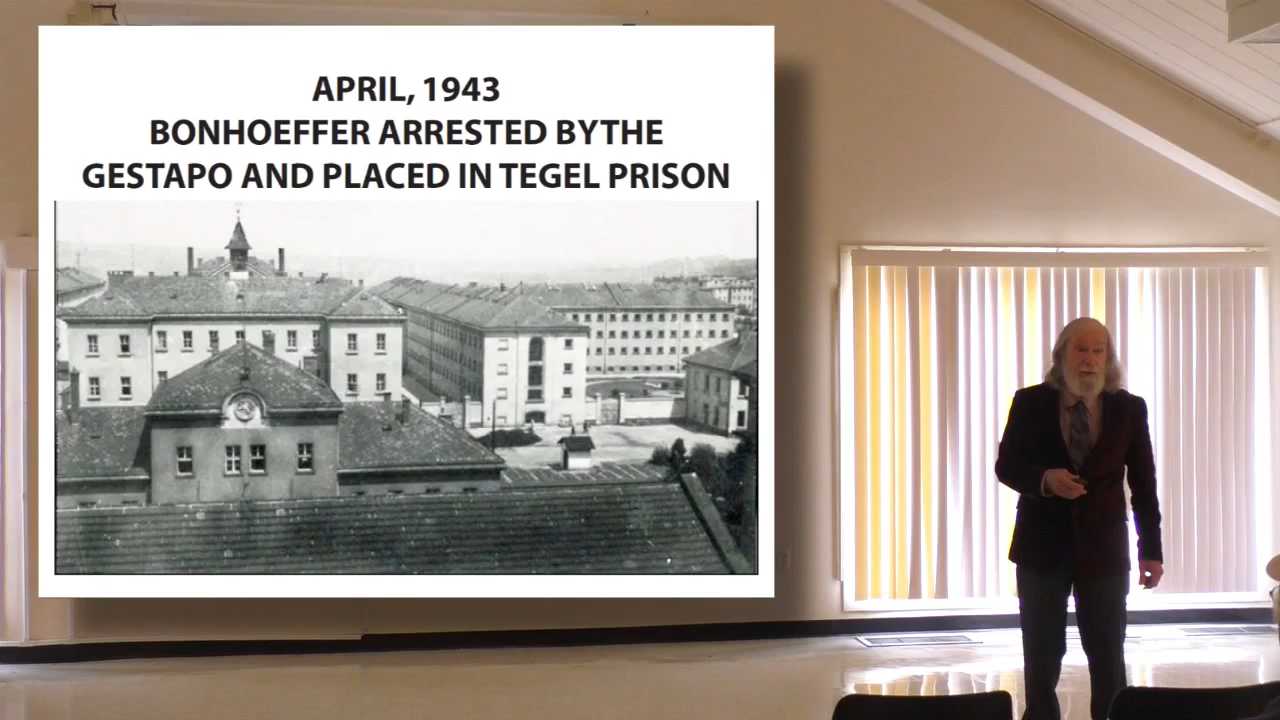 APRIL, 1943
BONHOEFFER ARRESTED BYTHE
GESTAPO AND PLACED IN TEGEL PRISON